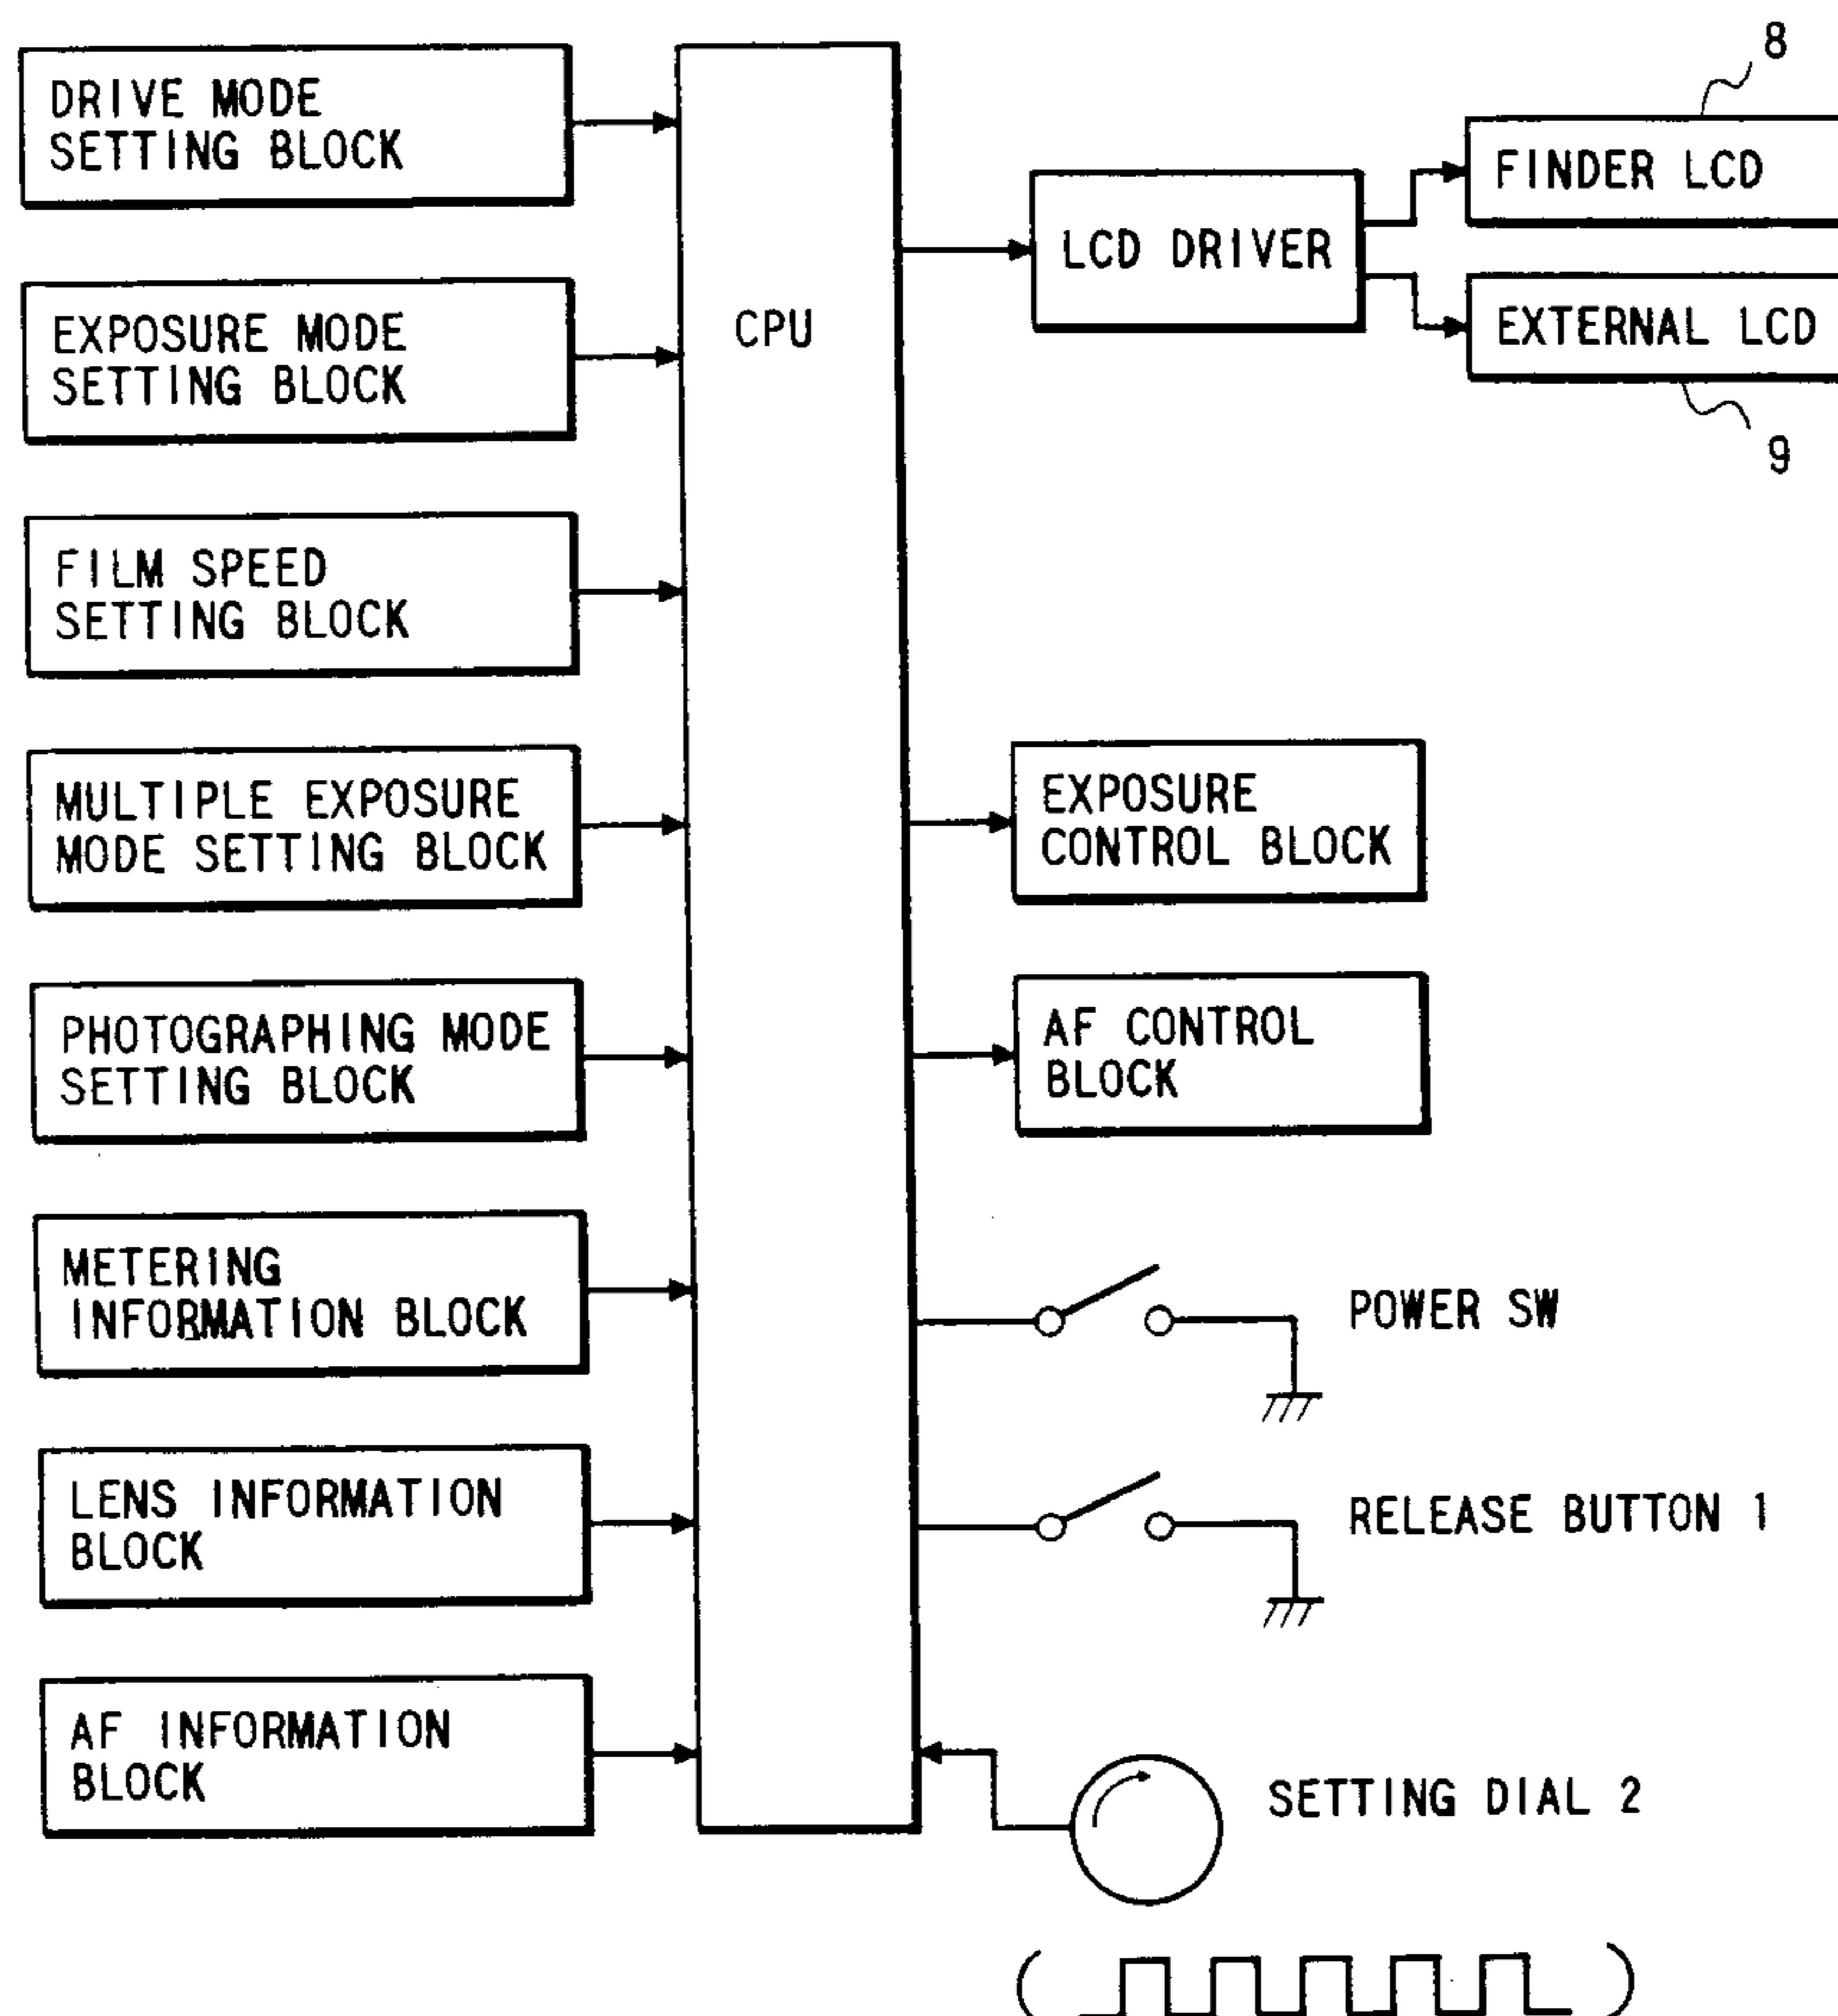 DRIVE MODE
SETTING BLOCK
EXPOSURE MODE
SETTING BLOCK
FILM SPEED
SETTING BLOCK
MULTIPLE EXPOSURE
MODE SETTING BLOCK
PHOTOGRAPHING MODE
SETTING BLOCK
METERING
INFORMATION BLOCK
LENS INFORMATION
BLOCK
AF INFORMATION
BLOCK
CPU
LCD DRIVER
8
FINDER LCD
EXTERNAL LCD
9
EXPOSURE
CONTROL BLOCK
AF CONTROL
BLOCK
POWER SW
RELEASE BUTTON 1
SETTING DIAL 2